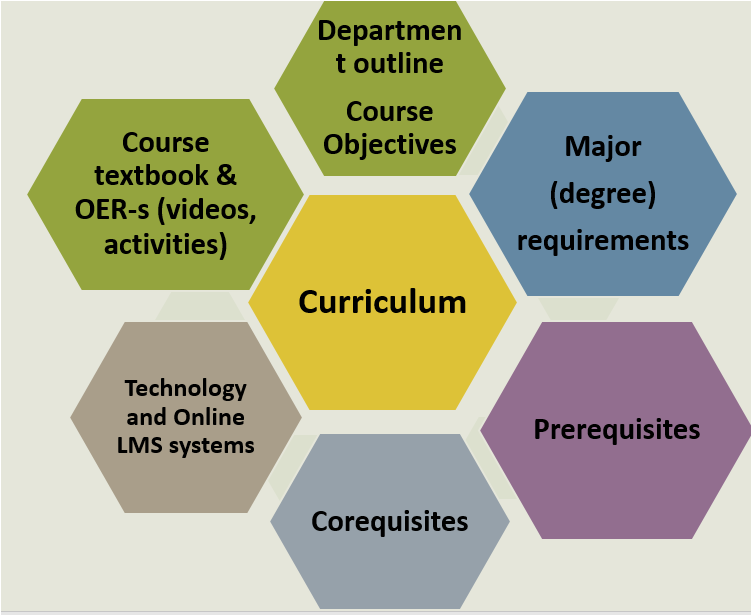 Departmen
t outline
Course
Objectives
Course
textbook &
OER-s (videos,
activities)
Major
(degree)
requirements
Curriculum
Technology
and Online
LMS systems
Prerequisites
Corequisites